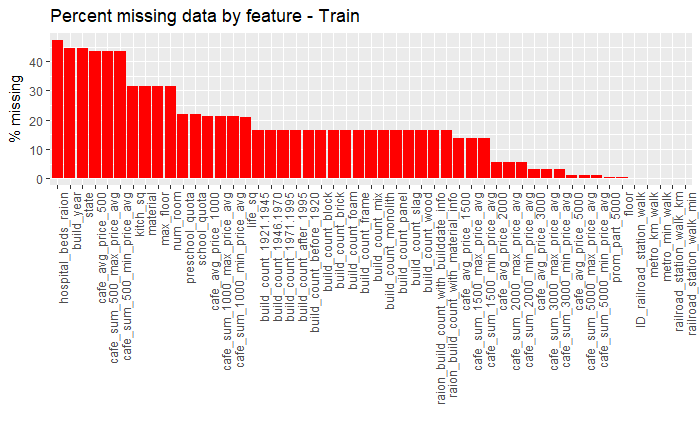 Percent missing data by feature - Train
% missing
40
30
20
10
0
hospital_beds_raion
build_year
state
cafe_avg_price_500
cafe_sum_500_max_price_avg
cafe_sum_500_min_price_avg
kitch_sq
material
max_floor
num_room
preschool_quota
school_quota
cafe_avg_price_1000
cafe_sum_1000_max_price_avg
cafe_sum_1000_min_price_avg
life_sq
build_count_1921.1945
build_count_1946.1970
build_count_1971.1995
build_count_after_1995
build_count_before_1920
build_count_block
build_count_brick
build_count_foam
build_count_frame
build_count_mix
build_count_monolith
build_count_panel
build_count_slag
build_count_wood
raion_build_count_with_builddate_info
raion_build_count_with_material_info
cafe_avg_price_1500
cafe_sum_1500_max_price_avg
cafe_sum_1500_min_price_avg
cafe_avg_price_2000
cafe_sum_2000_max_price_avg
cafe_sum_2000_min_price_avg
cafe_avg_price_3000
cafe_sum_3000_max_price_avg
cafe_sum_3000_min_price_avg
cafe_avg_price_5000
cafe_sum_5000_max_price_avg
cafe_sum_5000_min_price_avg
prom_part_5000
floor
ID_railroad_station_walk
metro_km_walk
metro_min_walk
railroad_station_walk_km
railroad_station_walk_min